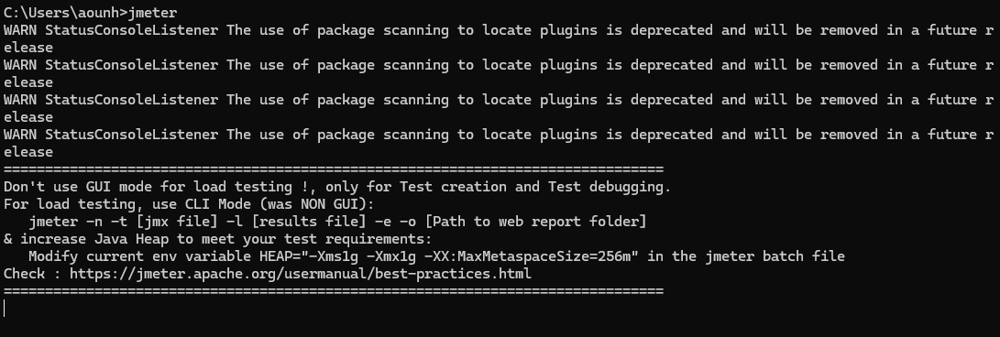 C:\Users\aounh>jmeter
WARN StatusConsoleListener The use of package scanning to locate plugins is deprecated and will be removed in a future r
elease
WARN StatusConsoleListener The use of package scanning to locate plugins is deprecated and will be removed in a future r
elease
WARN StatusConsoleListener The use of package scanning to locate plugins is deprecated and will be removed in a future r
elease
WARN StatusConsoleListener The use of package scanning to locate plugins is deprecated and will be removed in a future r
elease
================================================================================
Don't use GUI mode for load testing !, only for Test creation and Test debugging.
For load testing, use CLI Mode (was NON GUI):
   jmeter -n -t [jmx file] -l [results file] -e -o [Path to web report folder]
& increase Java Heap to meet your test requirements:
   Modify current env variable HEAP="-Xms1g -Xmx1g -XX:MaxMetaspaceSize=256m" in the jmeter batch file
Check : https://jmeter.apache.org/usermanual/best-practices.html
================================================================================